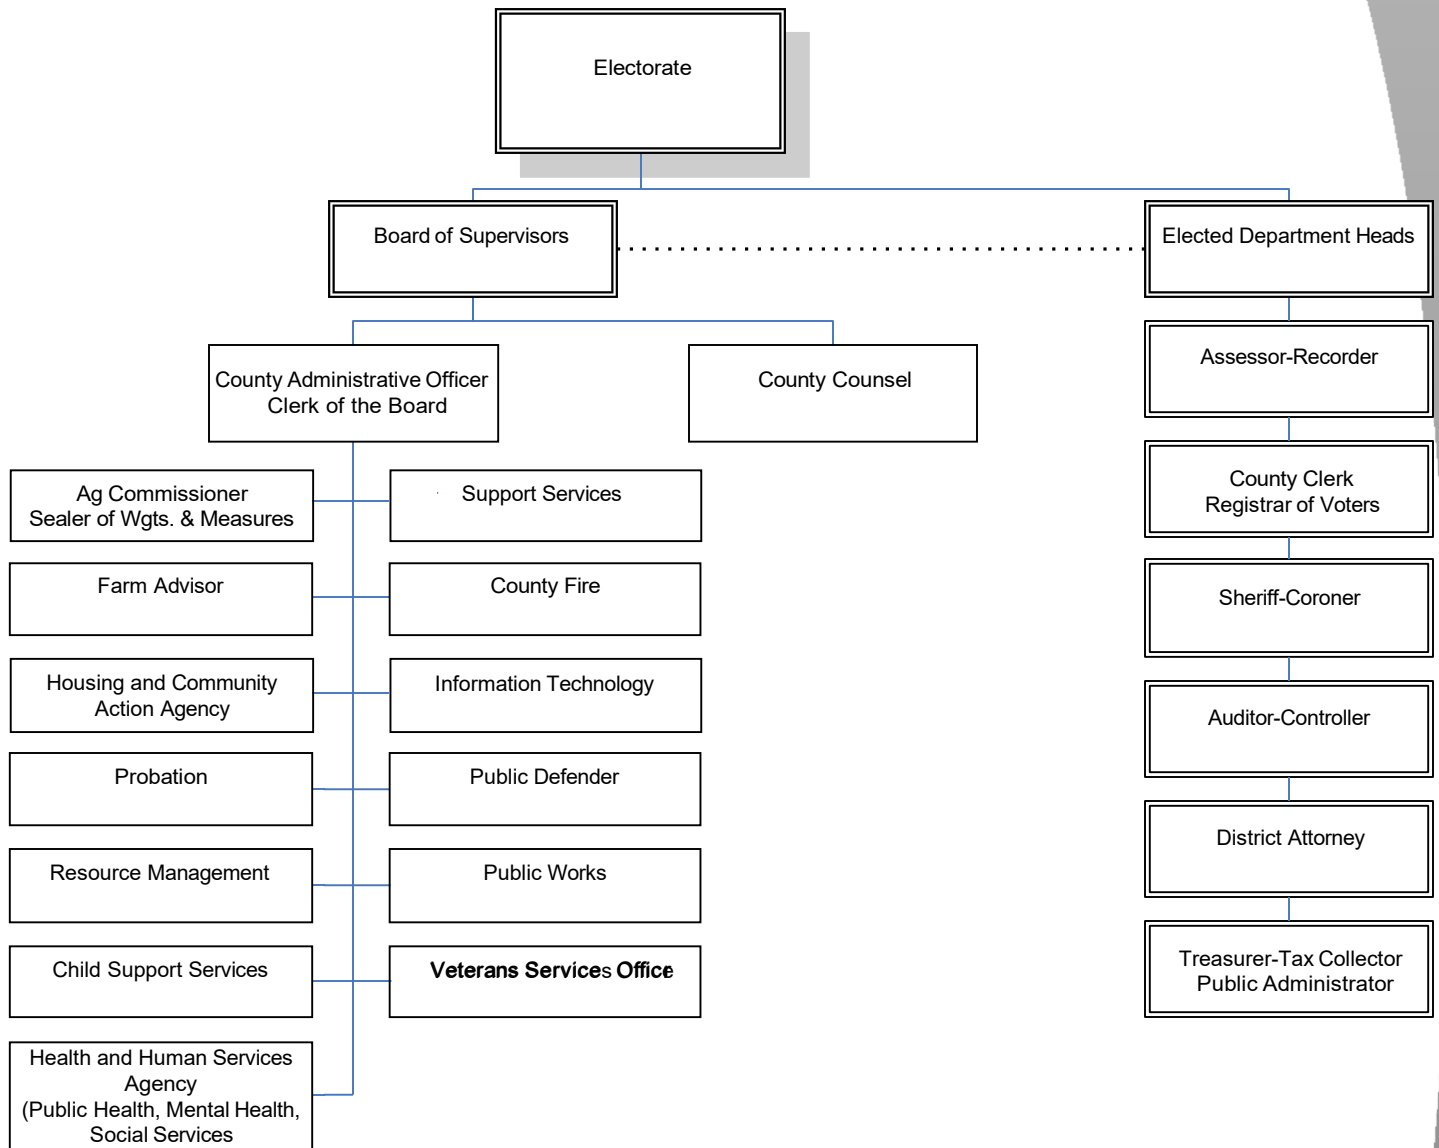 Electorate
Board of Supervisors
Elected Department Heads
County Administrative Officer
Clerk of the Board
County Counsel
Assessor-Recorder
County Clerk
Registrar of Voters
Sheriff-Coroner
Auditor-Controller
District Attorney
Treasurer-Tax Collector
Public Administrator
Ag Commissioner
Sealer of Wgts. & Measures
Support Services
Farm Advisor
County Fire
Housing and Community
Action Agency
Information Technology
Probation
Public Defender
Resource Management
Public Works
Child Support Services
Veterans Services Office
Health and Human Services
Agency
(Public Health, Mental Health,
Social Services